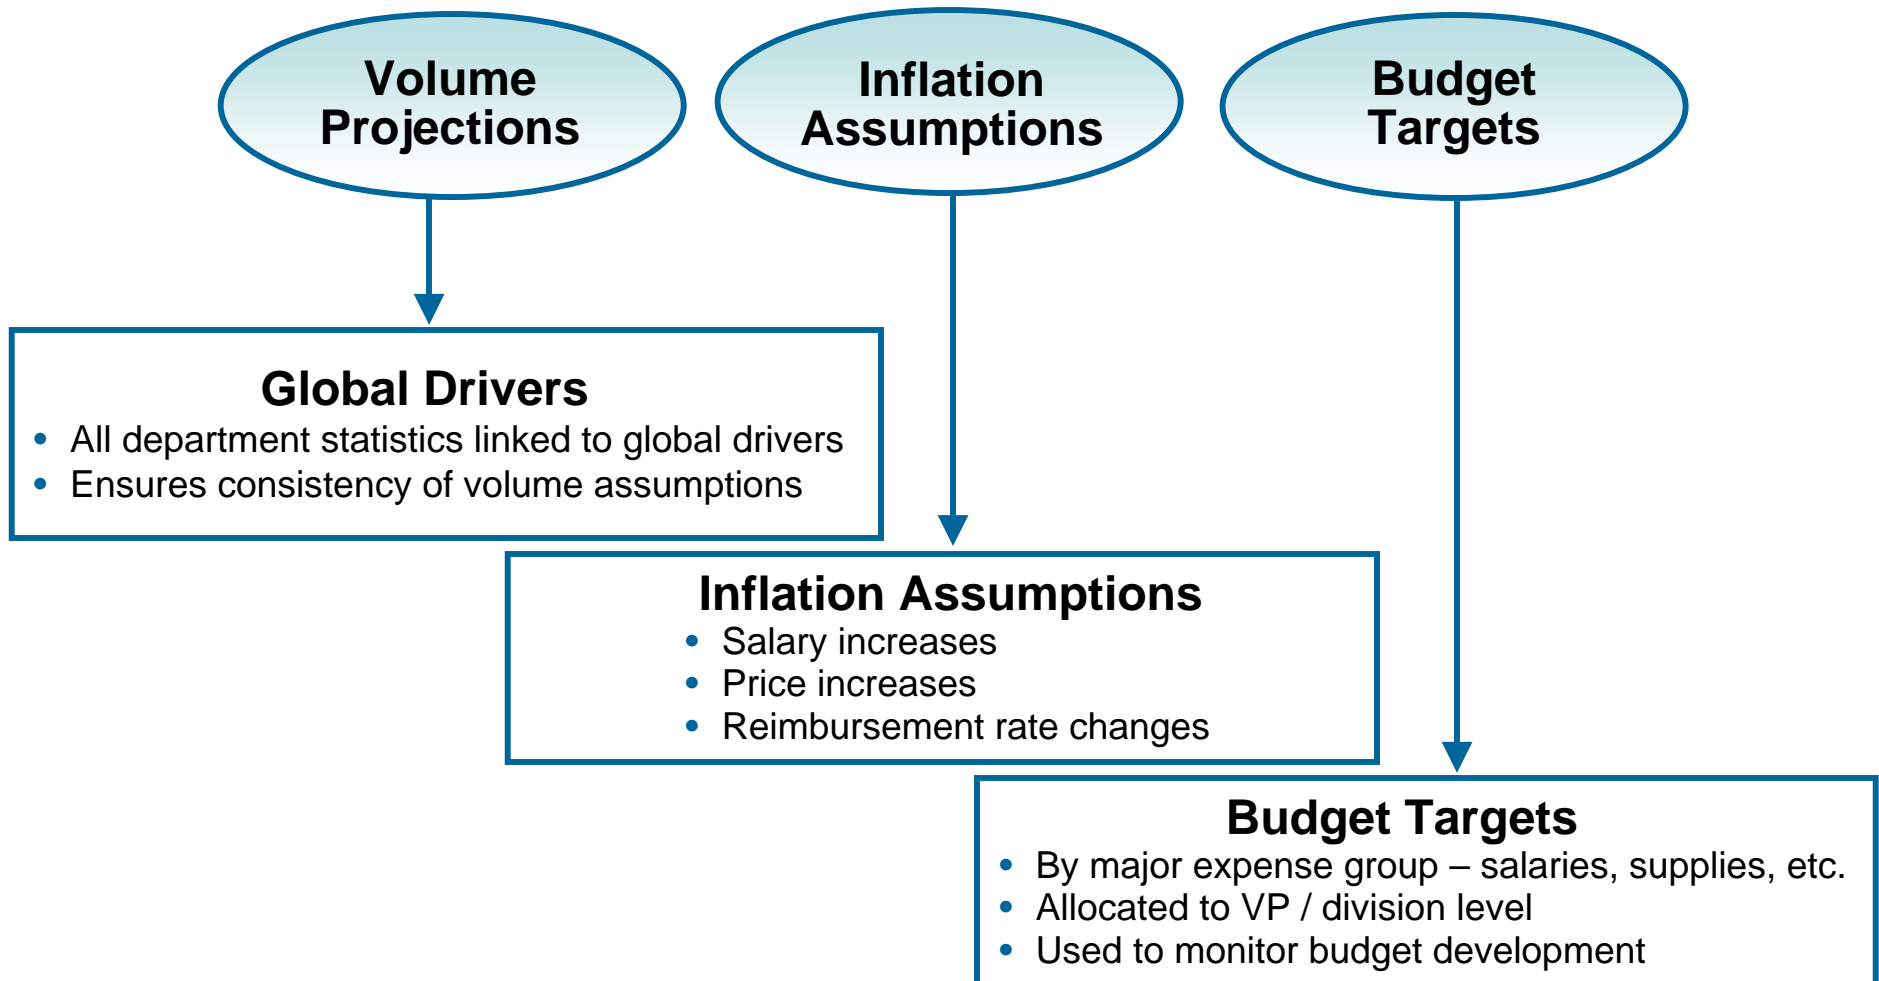 Volume
Projections
Inflation
Assumptions
Budget
Targets
Global Drivers
• All department statistics linked to global drivers
• Ensures consistency of volume assumptions
Inflation Assumptions
• Salary increases
• Price increases
• Reimbursement rate changes
Budget Targets
• By major expense group – salaries, supplies, etc.
• Allocated to VP / division level
• Used to monitor budget development